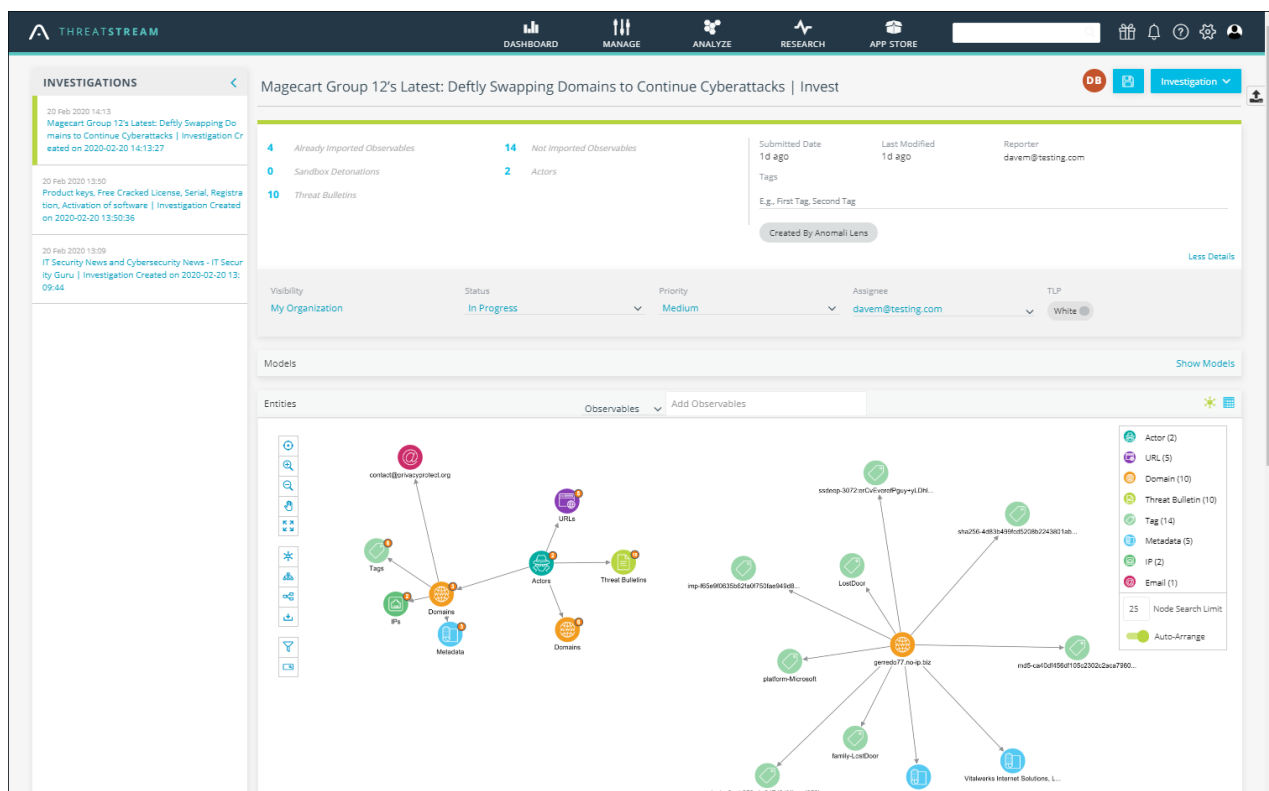 THREATSTREAM
DASHBOARD
MANAGE
ANALYZE
RESEARCH
APP STORE
INVESTIGATIONS
20 Feb 2020 14:13
Magecart Group 12's Latest: Deftly Swapping Do
mains to Continue Cyberattacks | Investigation Cr
eated on 2020-02-20 14:13:27
20 Feb 2020 13:50
Product keys, Free Cracked License, Serial, Registra
tion, Activation of software | Investigation Created
on 2020-02-20 13:50:36
20 Feb 2020 13:09
IT Security News and Cybersecurity News - IT Secur
ity Guru | Investigation Created on 2020-02-20 13:
09:44
Magecart Group 12's Latest: Deftly Swapping Domains to Continue Cyberattacks | Invest
DB
Investigation
4 Already Imported Observables
14 Not Imported Observables
0 Sandbox Detonations
2 Actors
10 Threat Bulletins
Submitted Date
1d ago
Last Modified
1d ago
Reporter
davem@testing.com
Tags
E.g., First Tag, Second Tag
Created By Anomali Lens
Less Details
Visibility
My Organization
Status
In Progress
Priority
Medium
Assignee
davem@testing.com
TLP
White
Models
Show Models
Entities
Observables
Add Observables
contact@privacyprotect.org
URLs
Tags
Actors
Threat Bulletins
IPs
Domains
Metadata
Domains
LostDoor
gerredo77.no-ip.biz
platform-Microsoft
family-LostDoor
Vitalwerks Internet Solutions, L...
Actor (2)
URL (5)
Domain (10)
Threat Bulletin (10)
Tag (14)
Metadata (5)
IP (2)
Email (1)
25 Node Search Limit
Auto-Arrange